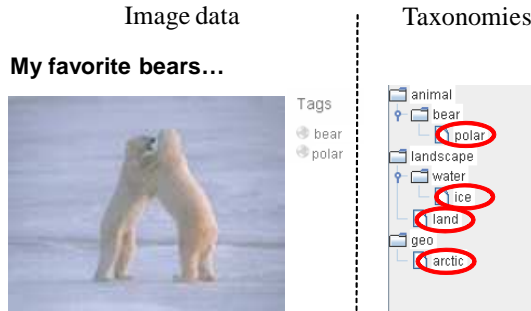 Image data
Taxonomies
My favorite bears…
Tags
bear
polar
animal
bear
polar
landscape
water
ice
land
geo
arctic